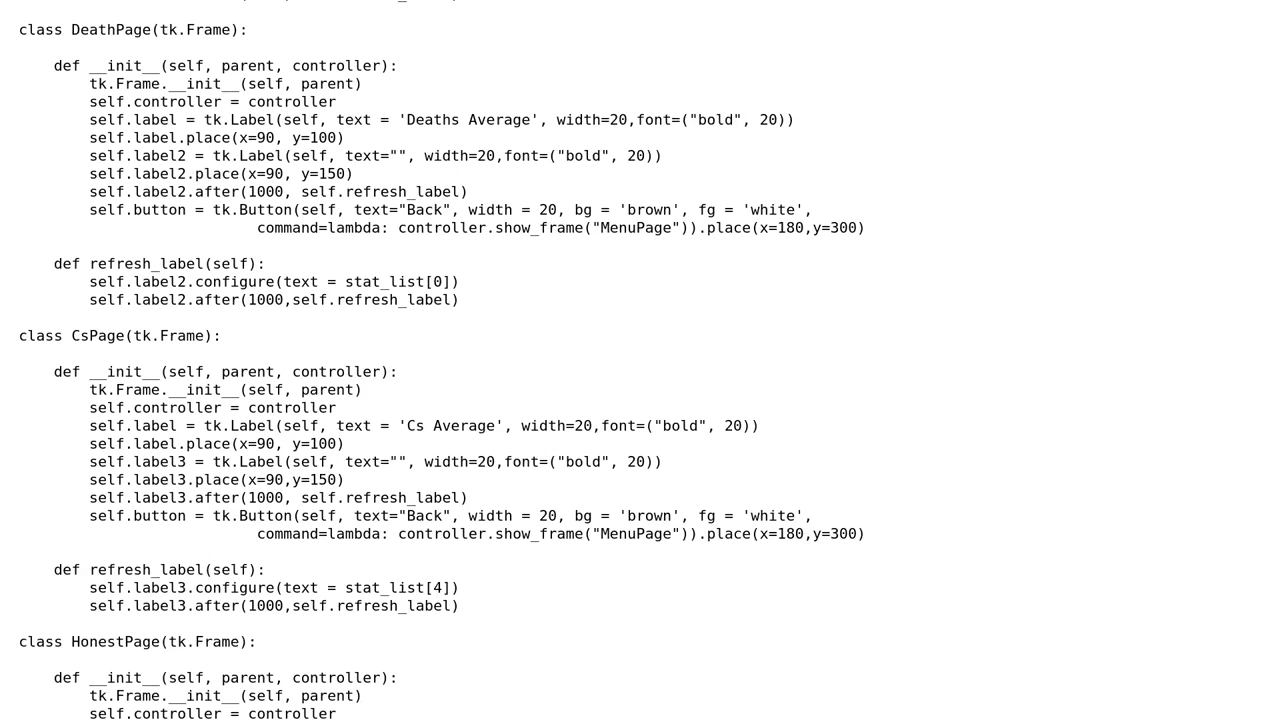 class DeathPage(tk.Frame):

    def __init__(self, parent, controller):
        tk.Frame.__init__(self, parent)
        self.controller = controller
        self.label = tk.Label(self, text = 'Deaths Average', width=20,font=("bold", 20))
        self.label.place(x=90, y=100)
        self.label2 = tk.Label(self, text="", width=20,font=("bold", 20))
        self.label2.place(x=90, y=150)
        self.label2.after(1000, self.refresh_label)
        self.button = tk.Button(self, text="Back", width = 20, bg = 'brown', fg = 'white',
                           command=lambda: controller.show_frame("MenuPage")).place(x=180,y=300)

    def refresh_label(self):
        self.label2.configure(text = stat_list[0])
        self.label2.after(1000,self.refresh_label)

class CsPage(tk.Frame):

    def __init__(self, parent, controller):
        tk.Frame.__init__(self, parent)
        self.controller = controller
        self.label = tk.Label(self, text = 'Cs Average', width=20,font=("bold", 20))
        self.label.place(x=90, y=100)
        self.label3 = tk.Label(self, text="", width=20,font=("bold", 20))
        self.label3.place(x=90,y=150)
        self.label3.after(1000, self.refresh_label)
        self.button = tk.Button(self, text="Back", width = 20, bg = 'brown', fg = 'white',
                           command=lambda: controller.show_frame("MenuPage")).place(x=180,y=300)

    def refresh_label(self):
        self.label3.configure(text = stat_list[4])
        self.label3.after(1000,self.refresh_label)

class HonestPage(tk.Frame):

    def __init__(self, parent, controller):
        tk.Frame.__init__(self, parent)
        self.controller = controller